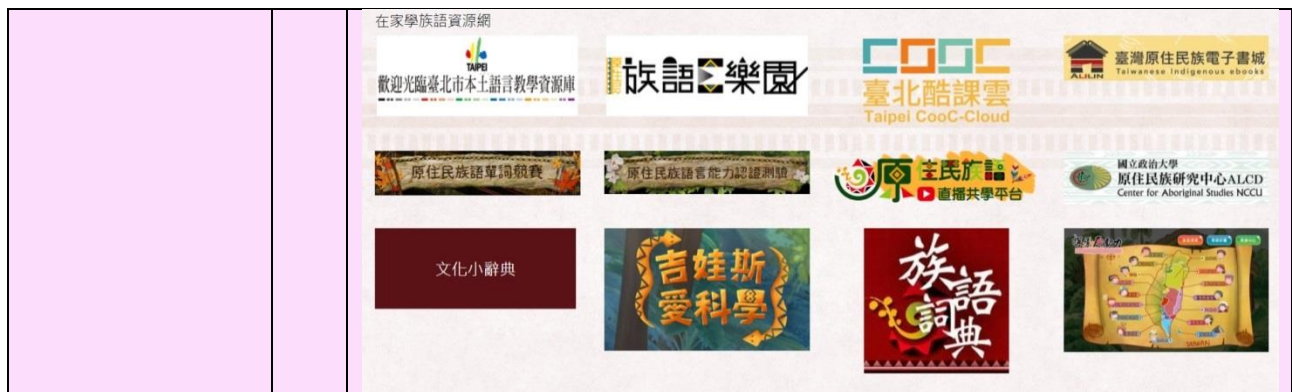 在家學族語資源網
TAIPEI
歡迎光臨臺北市本土語言教學資源庫
族語E樂園
COOC
臺北酷課雲
Taipei CooC-Cloud
ALILIN
臺灣原住民族電子書城
Taiwanese Indigenous ebooks
原住民族語單詞競賽
原住民族語言能力認證測驗
原住民族語
直播共學平台
國立政治大學
原住民族研究中心ALCD
Center for Aboriginal Studies NCCU
文化小辭典
吉娃斯
愛科學
族語
詞典
TAIWAN